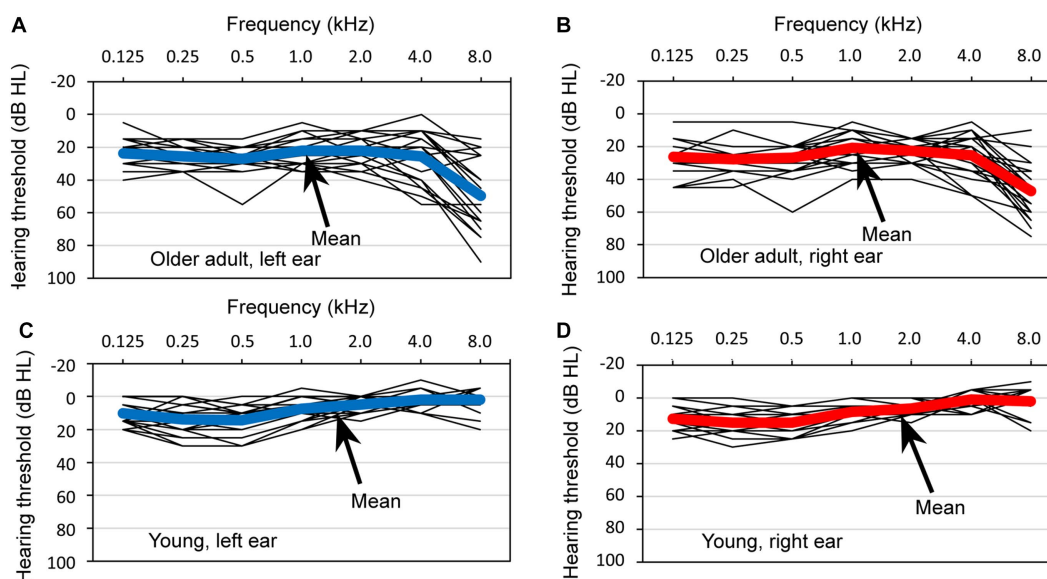 A
Frequency (kHz)
0.125 0.25 0.5 1.0 2.0 4.0 8.0
Hearing threshold (dB HL)
-20
0
20
40
60
80
100
Mean
Older adult, left ear
B
Frequency (kHz)
0.125 0.25 0.5 1.0 2.0 4.0 8.0
Hearing threshold (dB HL)
-20
0
20
40
60
80
100
Mean
Older adult, right ear
C
Frequency (kHz)
0.125 0.25 0.5 1.0 2.0 4.0 8.0
Hearing threshold (dB HL)
-20
0
20
40
60
80
100
Mean
Young, left ear
D
Frequency (kHz)
0.125 0.25 0.5 1.0 2.0 4.0 8.0
Hearing threshold (dB HL)
-20
0
20
40
60
80
100
Mean
Young, right ear